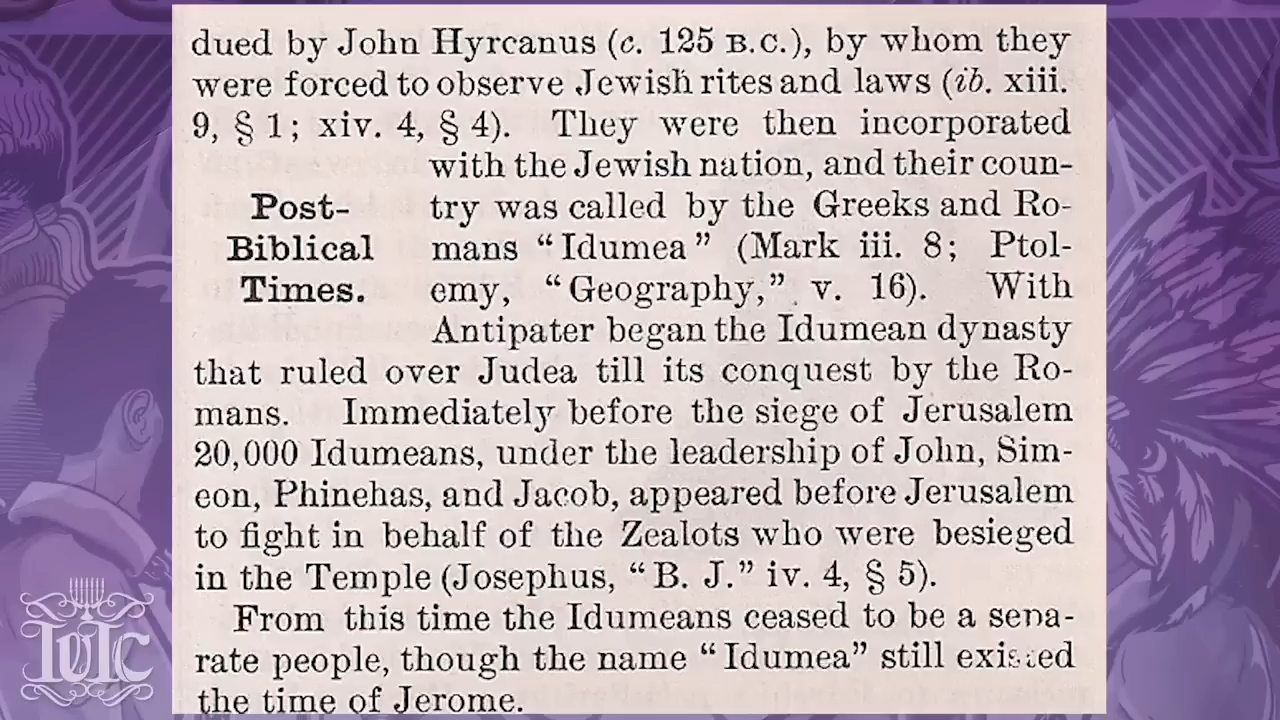 dued by John Hyrcanus (c. 125 B.C.), by whom they
were forced to observe Jewish rites and laws (ib. xiii.
9, § 1; xiv. 4, § 4). They were then incorporated
with the Jewish nation, and their coun-
Post-
Biblical
Times.
try was called by the Greeks and Ro-
mans “Idumea” (Mark iii. 8; Ptol-
emy, “Geography,” v. 16). With
Antipater began the Idumean dynasty
that ruled over Judea till its conquest by the Ro-
mans. Immediately before the siege of Jerusalem
20,000 Idumeans, under the leadership of John, Sim-
eon, Phinehas, and Jacob, appeared before Jerusalem
to fight in behalf of the Zealots who were besieged
in the Temple (Josephus, “B. J.” iv. 4, § 5).
From this time the Idumeans ceased to be a sepa-
rate people, though the name “Idumea” still existed
the time of Jerome.
IUIC